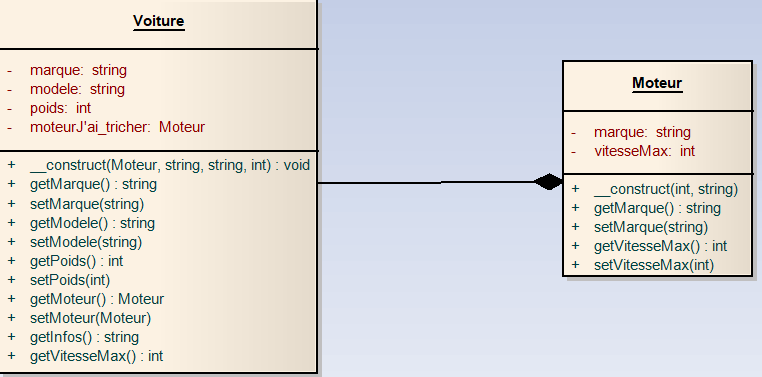 Voiture
- marque: string
- modele: string
- poids: int
- moteurJ'ai_tricher: Moteur
+ __construct(Moteur, string, string, int) : void
+ getMarque() : string
+ setMarque(string)
+ getModele() : string
+ setModele(string)
+ getPoids() : int
+ setPoids(int)
+ getMoteur() : Moteur
+ setMoteur(Moteur)
+ getInfos() : string
+ getVitesseMax() : int
Moteur
- marque: string
- vitesseMax: int
+ __construct(int, string)
+ getMarque() : string
+ setMarque(string)
+ getVitesseMax() : int
+ setVitesseMax(int)